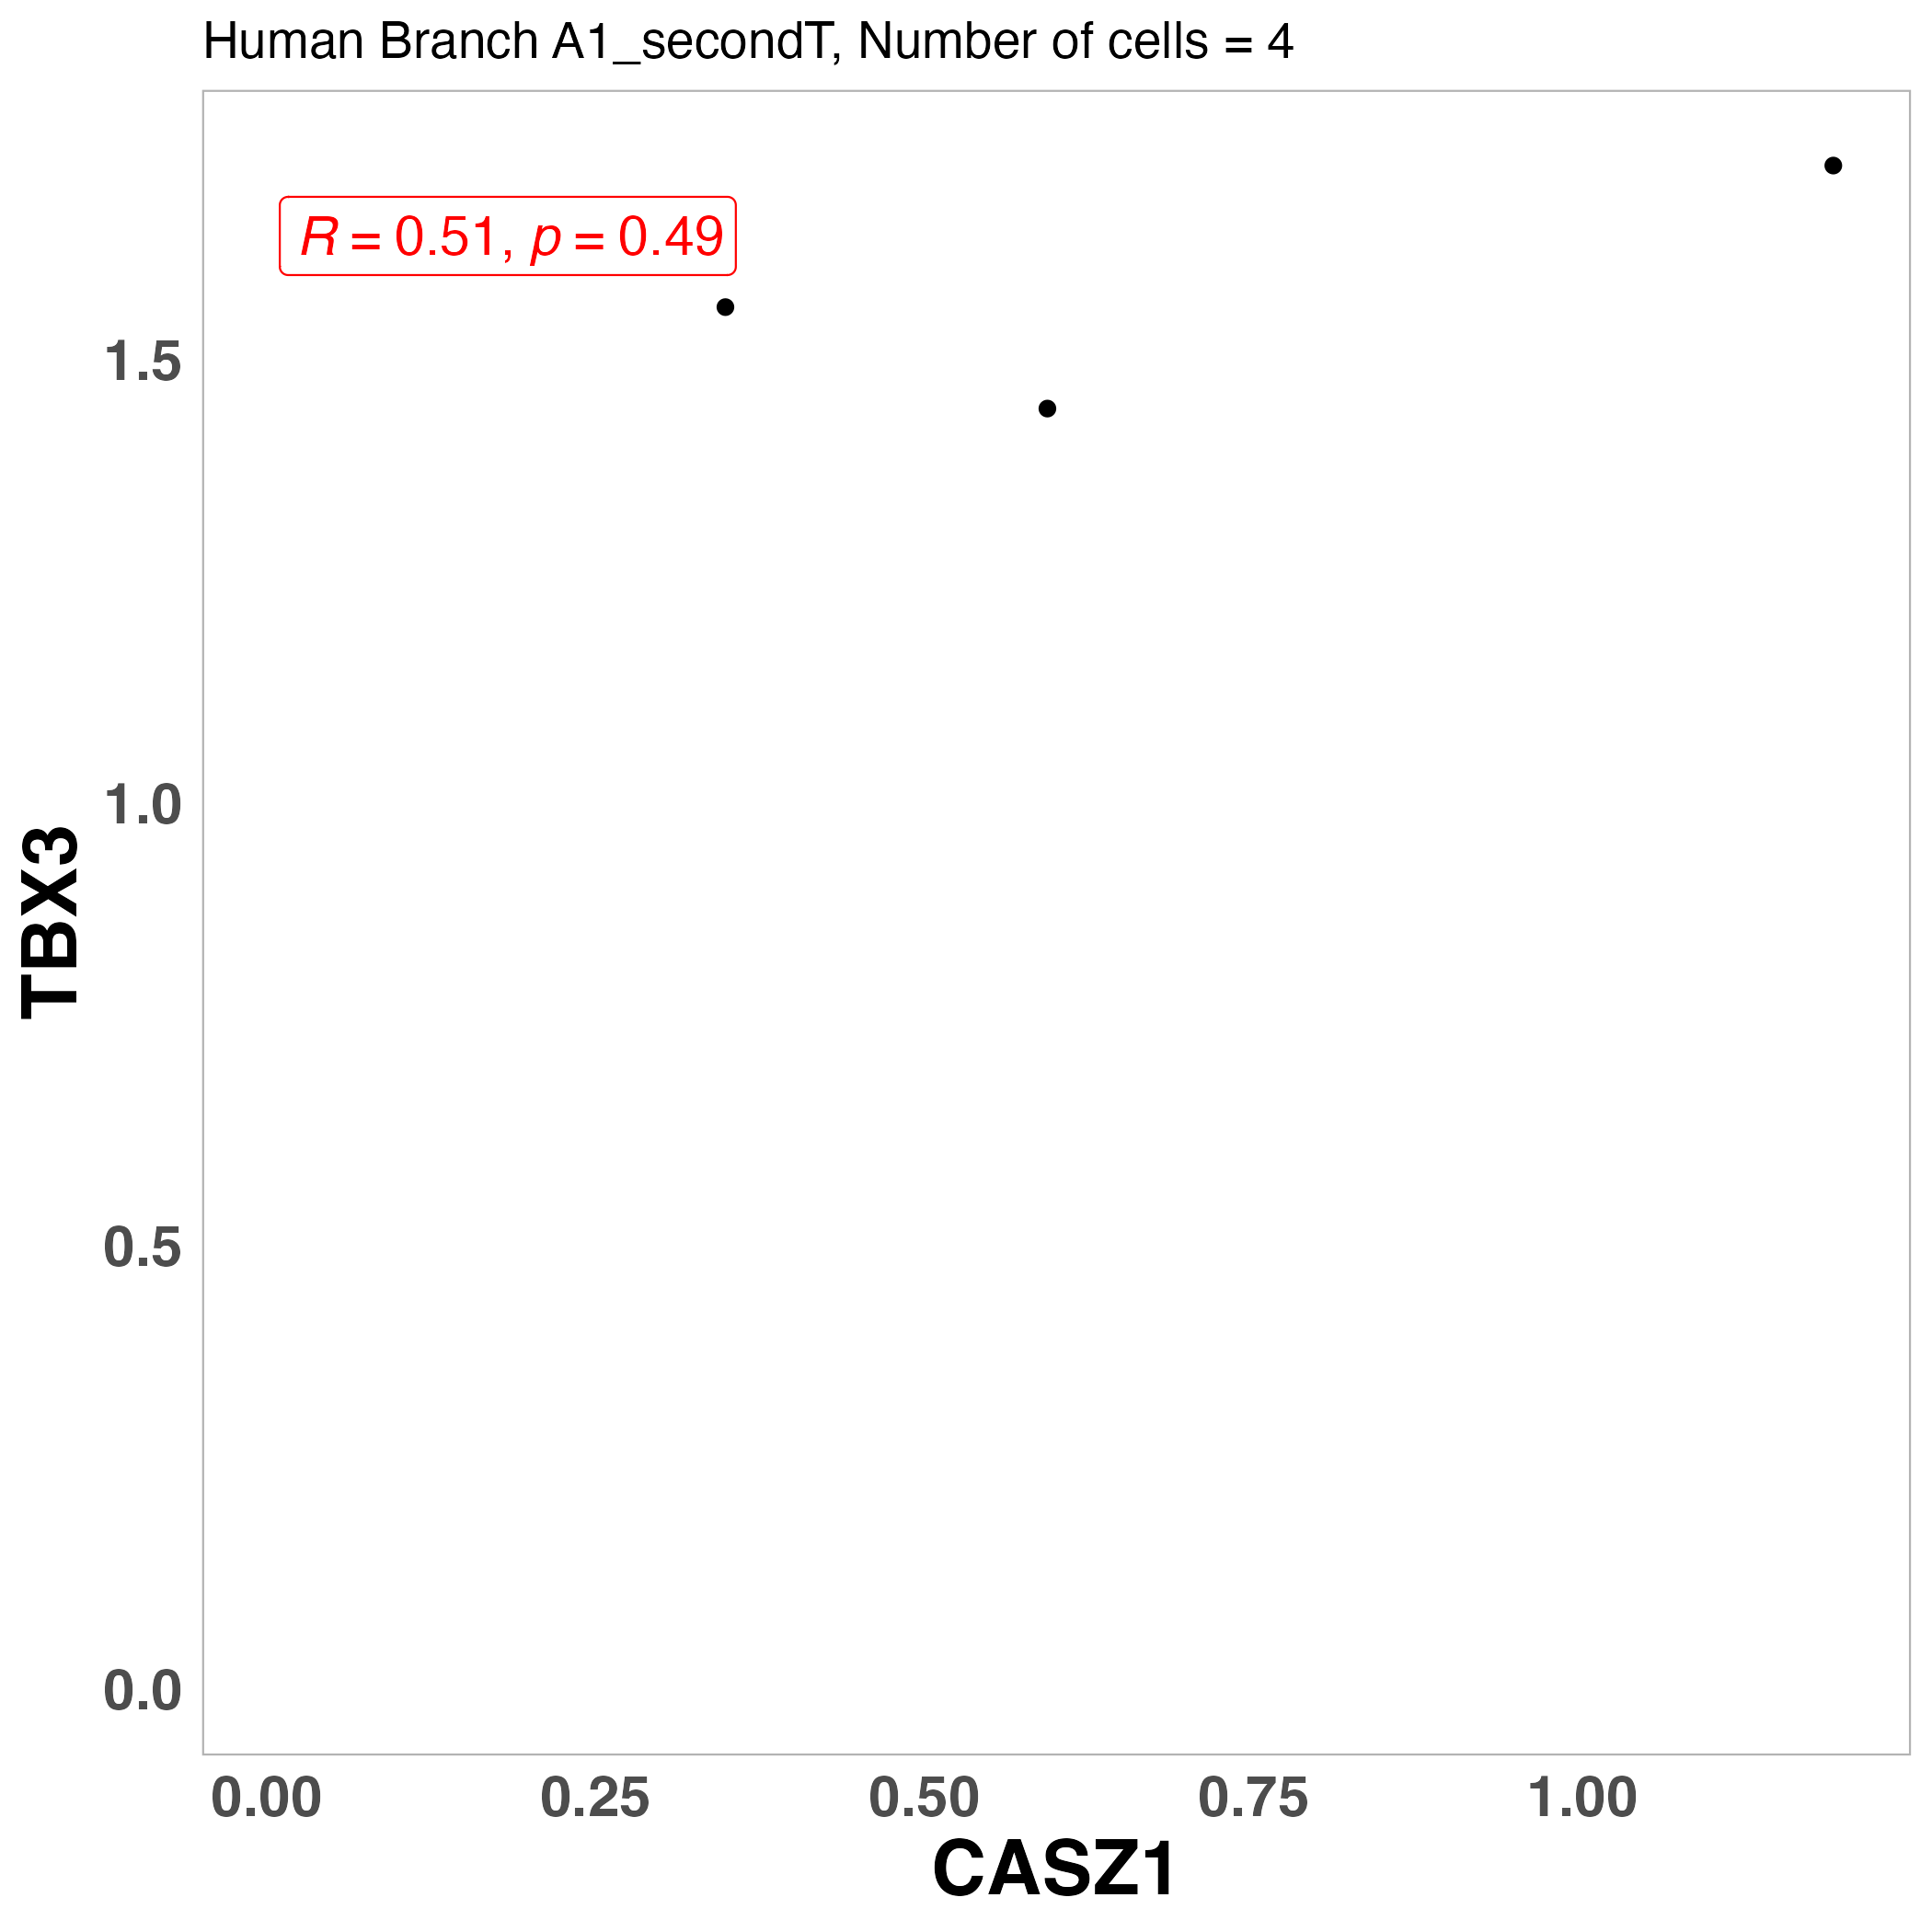 Human Branch A1_secondT, Number of cells = 4
R = 0.51, p = 0.49
1.5
1.0
0.5
0.0
TBX3
0.00 0.25 0.50 0.75 1.00
CASZ1